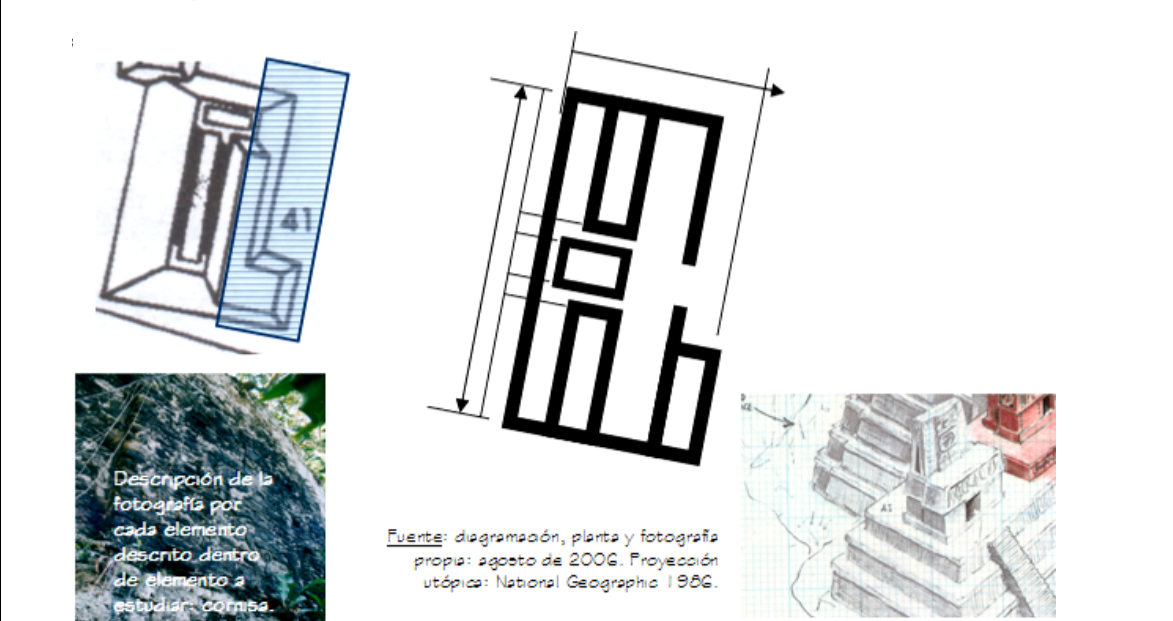 41
Descripción de la
fotografía por
cada elemento
descrito dentro
de elemento a
estudiar: cornisa.
Fuente: diagramación, planta y fotografía
propia: agosto de 2006. Proyección
utópica: National Geographic 1986.
A1